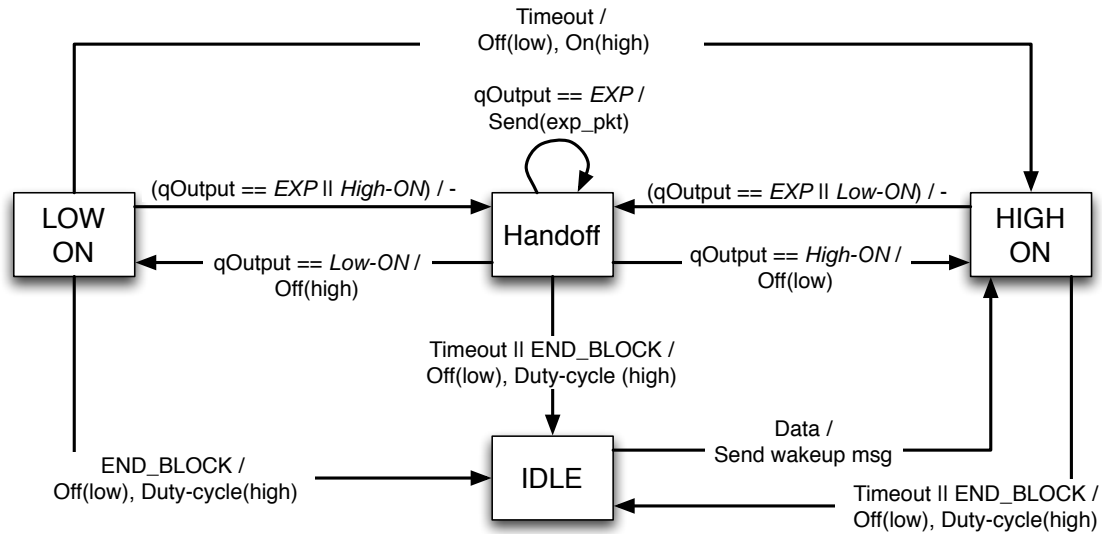 Timeout /
Off(low), On(high)
qOutput == EXP /
Send(exp_pkt)
(qOutput == EXP || High-ON) / -
(qOutput == EXP || Low-ON) / -
LOW
ON
Handoff
HIGH
ON
qOutput == Low-ON /
Off(high)
qOutput == High-ON /
Off(low)
Timeout || END_BLOCK /
Off(low), Duty-cycle (high)
Data /
Send wakeup msg
END_BLOCK /
Off(low), Duty-cycle(high)
IDLE
Timeout || END_BLOCK /
Off(low), Duty-cycle(high)